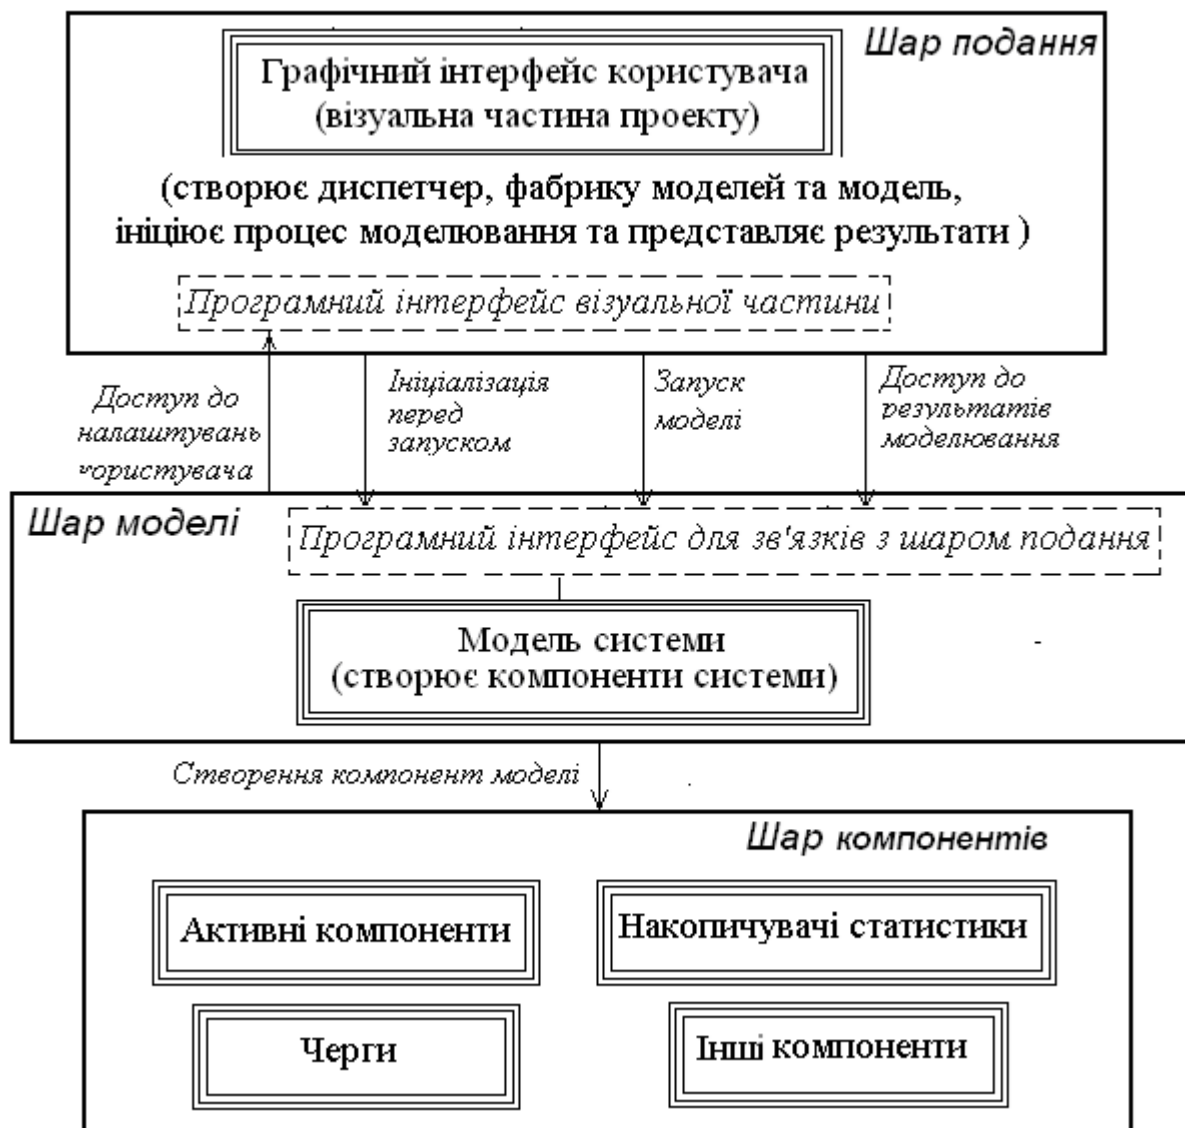 Шар подання
Графічний інтерфейс користувача
(візуальна частина проекту)
(створює диспетчер, фабрику моделей та модель,
ініціює процес моделювання та представляє результати )
Програмний інтерфейс візуальної частини
Доступ до
налаштувань
користувача
Ініціалізація
перед
запуском
Запуск
моделі
Доступ до
результатів
моделювання
Шар моделі
Програмний інтерфейс для зв'язків з шаром подання
Модель системи
(створює компоненти системи)
Створення компонент моделі
Шар компонентів
Активні компоненти
Накопичувачі статистики
Черги
Інші компоненти